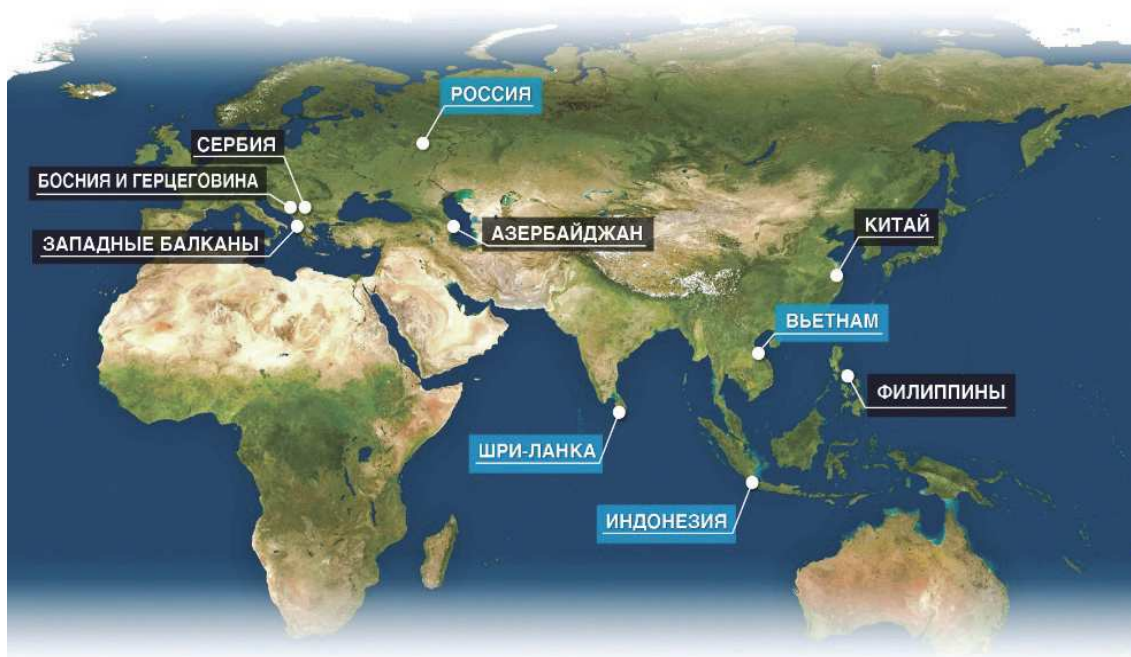 РОССИЯ
СЕРБИЯ
БОСНИЯ И ГЕРЦЕГОВИНА
ЗАПАДНЫЕ БАЛКАНЫ
АЗЕРБАЙДЖАН
КИТАЙ
ВЬЕТНАМ
ФИЛИППИНЫ
ШРИ-ЛАНКА
ИНДОНЕЗИЯ